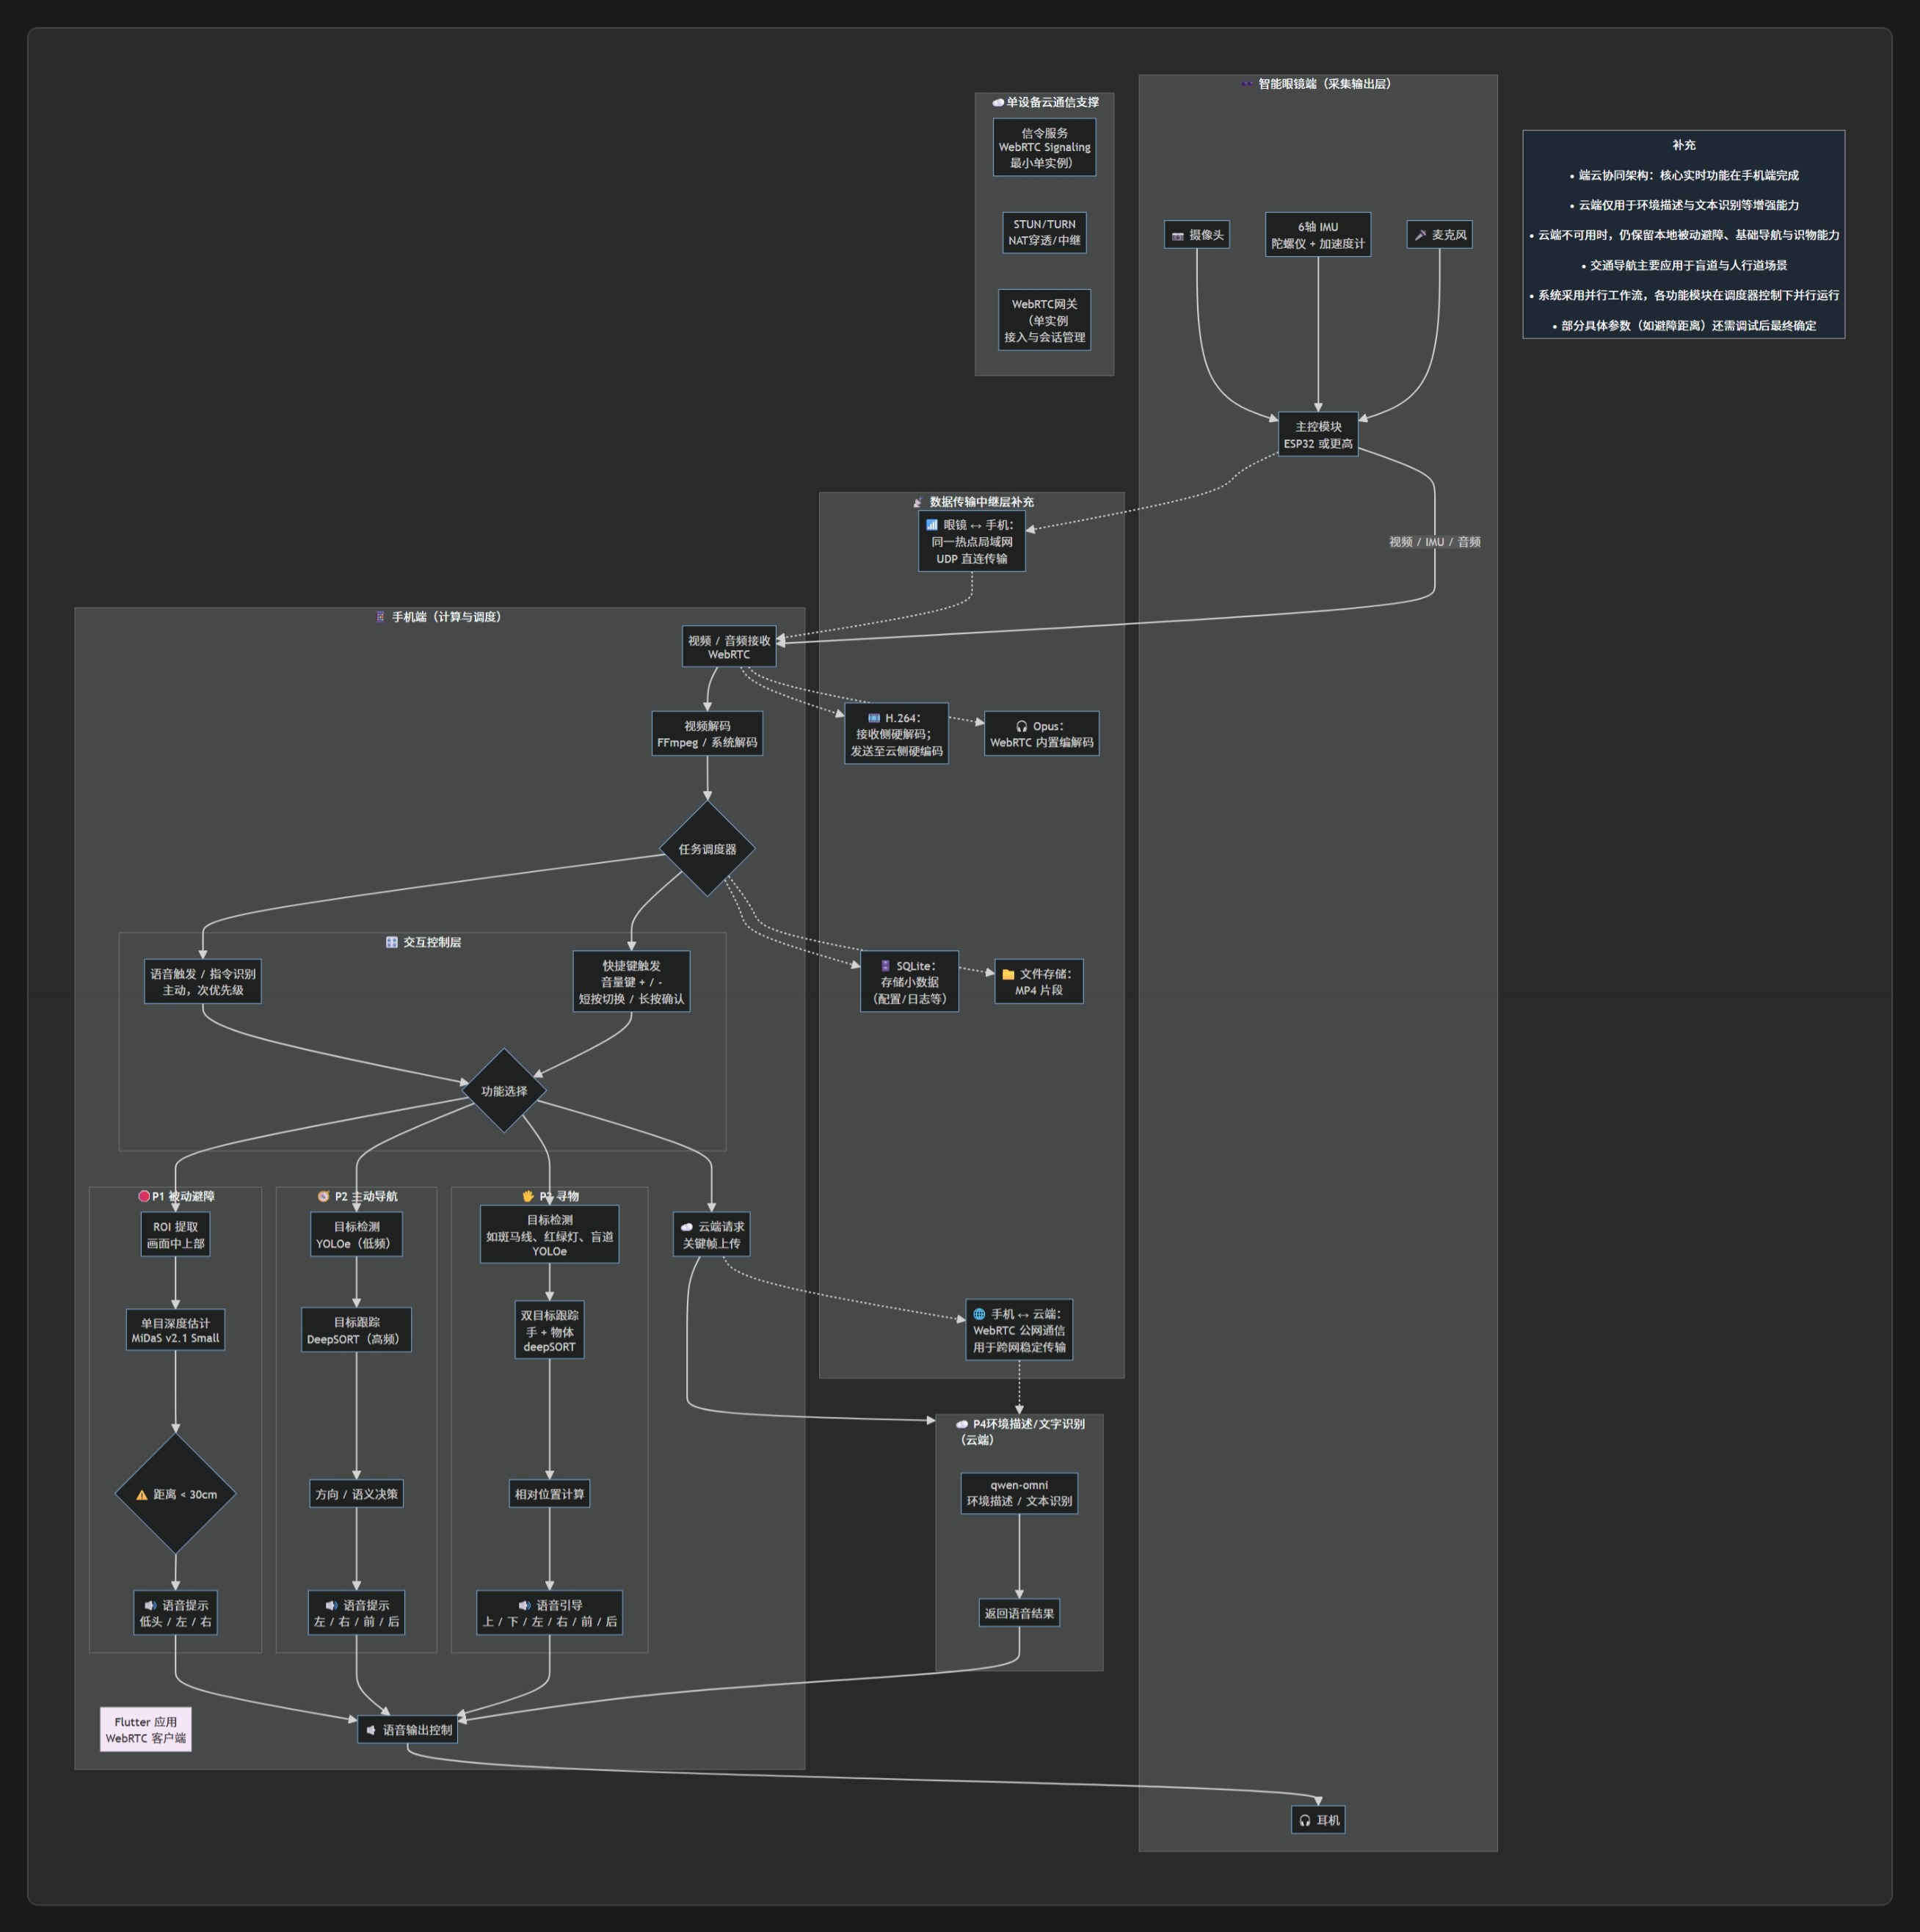 智能眼镜端（采集输出层）
单设备云通信支撑
信令服务
WebRTC Signaling
最小单实例）
STUN/TURN
NAT穿透/中继
WebRTC网关
（单实例
接入与会话管理
摄像头
6轴 IMU
陀螺仪 + 加速度计
麦克风
主控模块
ESP32 或更高
视频 / IMU / 音频
补充
• 端云协同架构：核心实时功能在手机端完成
• 云端仅用于环境描述与文本识别等增强能力
• 云端不可用时，仍保留本地被动避障、基础导航与识物能力
• 交通导航主要应用于盲道与人行道场景
• 系统采用并行工作流，各功能模块在调度器控制下并行运行
• 部分具体参数（如避障距离）还需调试后最终确定
数据传输中继层补充
眼镜 ↔ 手机：
同一热点局域网
UDP 直连传输
H.264：
接收侧硬解码；
发送至云侧硬编码
Opus：
WebRTC 内置编解码
SQLite：
存储小数据
（配置/日志等）
文件存储：
MP4 片段
手机 ↔ 云端：
WebRTC 公网通信
用于跨网稳定传输
手机端（计算与调度）
视频 / 音频接收
WebRTC
视频解码
FFmpeg / 系统解码
任务调度器
交互控制层
语音触发 / 指令识别
主动，次优先级
快捷键触发
音量键 + / -
短按切换 / 长按确认
功能选择
P1 被动避障
ROI 提取
画面中上部
单目深度估计
MiDaS v2.1 Small
距离 < 30cm
语音提示
低头 / 左 / 右
P2 主动导航
目标检测
YOLOe（低频）
目标跟踪
DeepSORT（高频）
方向 / 语义决策
语音提示
左 / 右 / 前 / 后
寻物
目标检测
如斑马线、红绿灯、盲道
YOLOe
双目标跟踪
手 + 物体
deepSORT
相对位置计算
语音引导
上 / 下 / 左 / 右 / 前 / 后
云端请求
关键帧上传
P4环境描述/文字识别
（云端）
qwen-omni
环境描述 / 文本识别
返回语音结果
Flutter 应用
WebRTC 客户端
语音输出控制
耳机